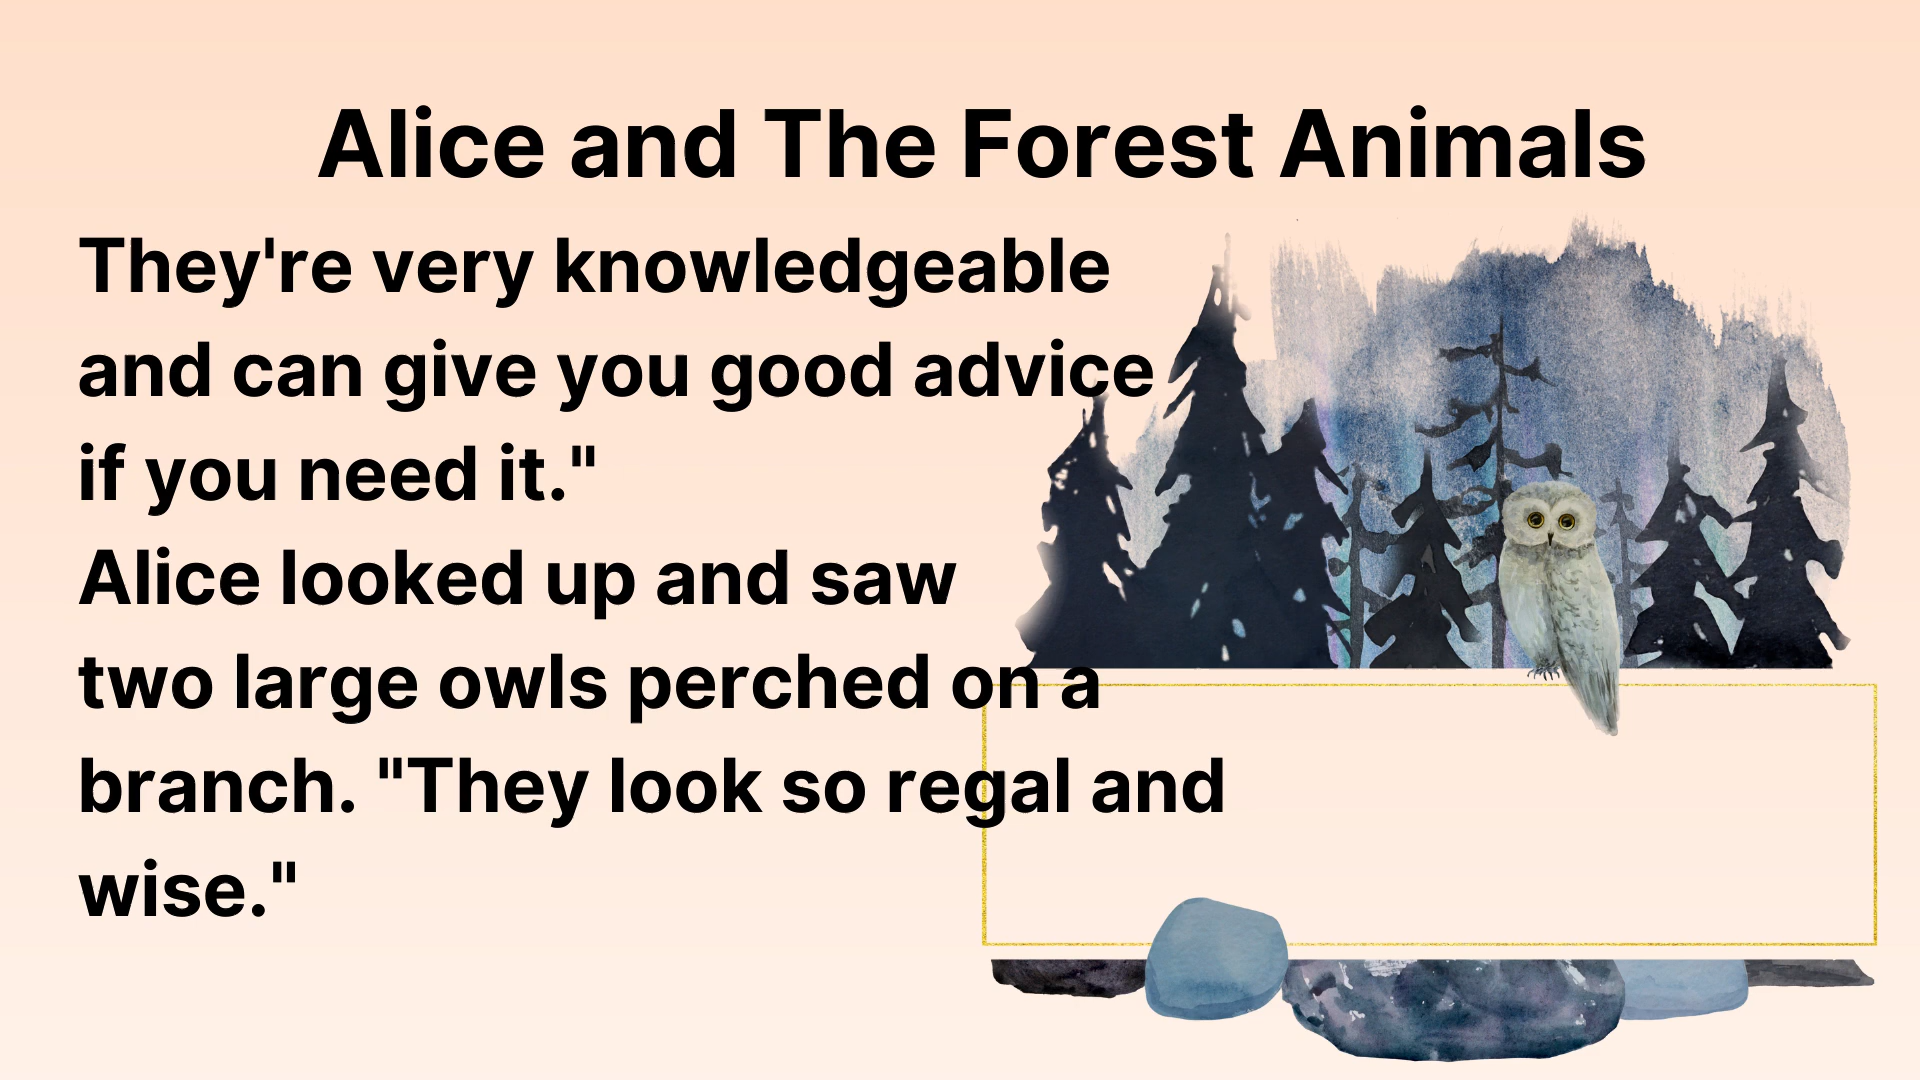 Alice and The Forest Animals
They're very knowledgeable
and can give you good advice
if you need it."
Alice looked up and saw
two large owls perched on a
branch. "They look so regal and
wise."